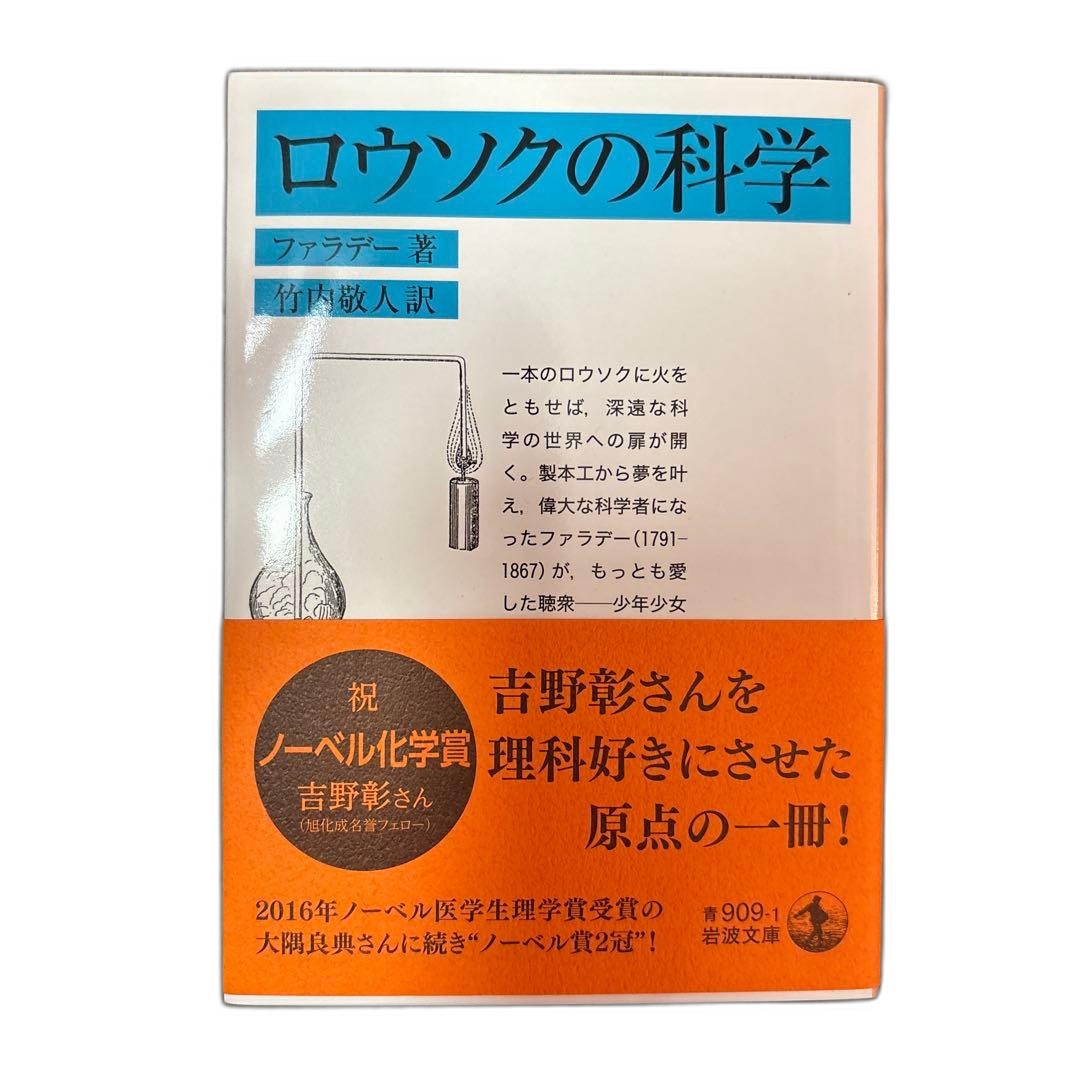 ロウソクの科学
ファラデー 著
竹内敬人訳
一本のロウソクに火を
ともせば，深遠な科
学の世界への扉が開
く。製本工から夢を叶
え，偉大な科学者にな
ったファラデー(1791–
1867)が，もっとも愛
した聴衆──少年少女
祝
ノーベル化学賞
吉野彰さん
(旭化成名誉フェロー)
吉野彰さんを
理科好きにさせた
原点の一冊!
2016年ノーベル医学生理学賞受賞の
大隅良典さんに続き“ノーベル賞2冠”!
青 909-1
岩波文庫